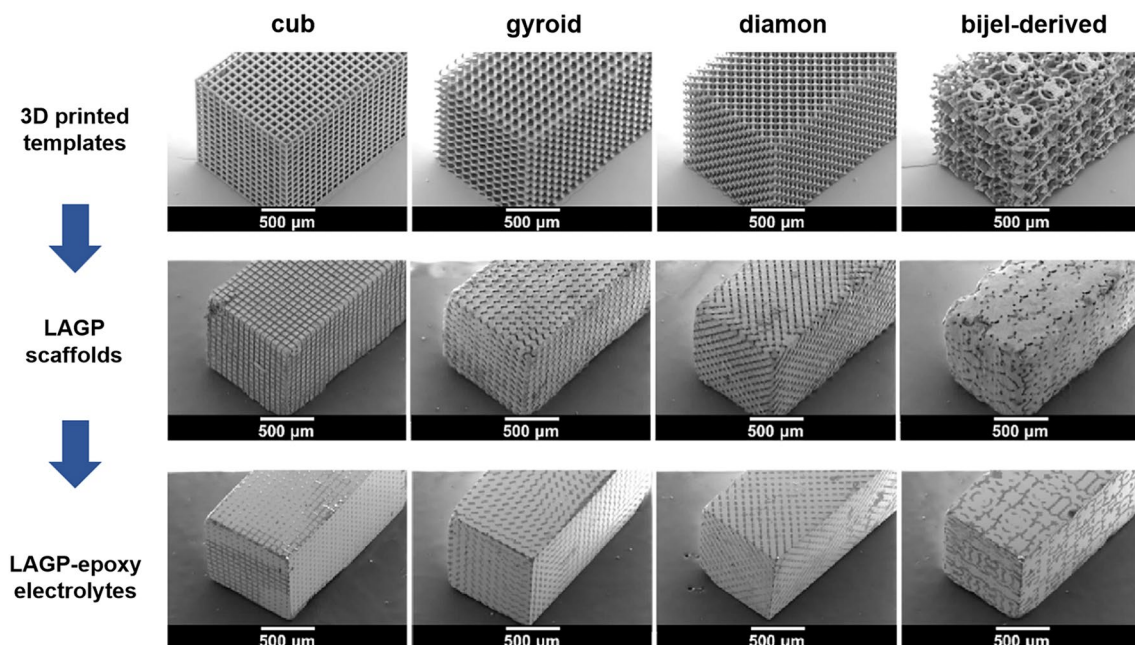 cub gyroid diamon bijel-derived
3D printed
templates
500 µm 500 µm 500 µm 500 µm
LAGP
scaffolds
500 µm 500 µm 500 µm 500 µm
LAGP-epoxy
electrolytes
500 µm 500 µm 500 µm 500 µm